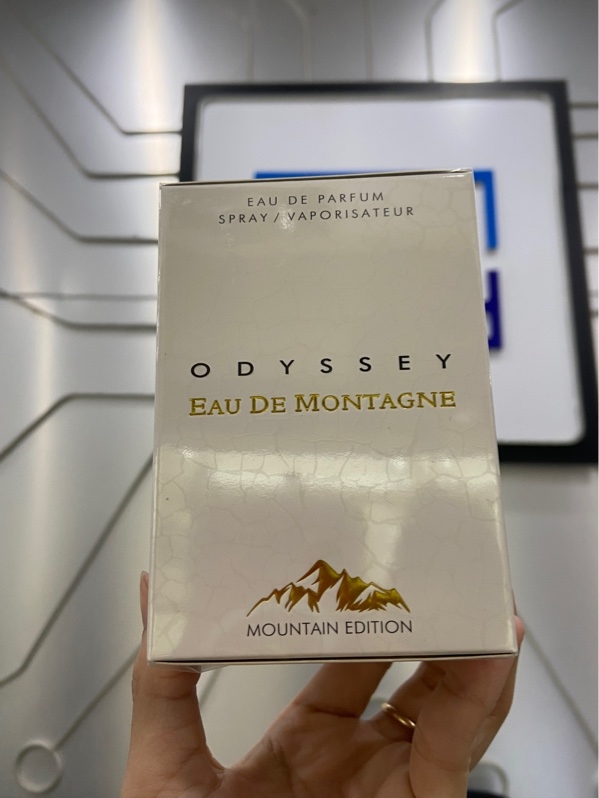 EAU DE PARFUM
SPRAY / VAPORISATEUR
ODYSSEY
EAU DE MONTAGNE
MOUNTAIN EDITION